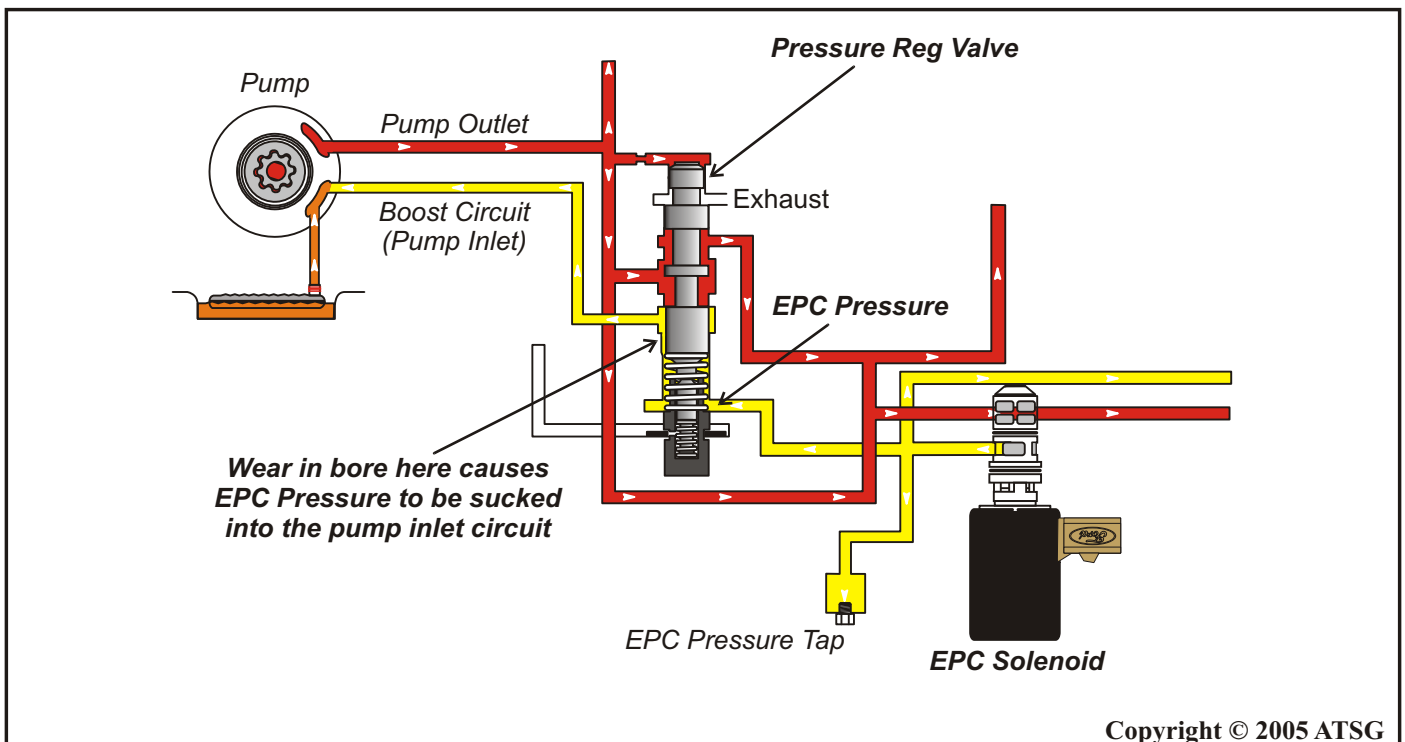 Pressure Reg Valve
Pump
Pump Outlet
Exhaust
Boost Circuit
(Pump Inlet)
EPC Pressure
Wear in bore here causes
EPC Pressure to be sucked
into the pump inlet circuit
EPC Pressure Tap
EPC Solenoid
Copyright © 2005 ATSG